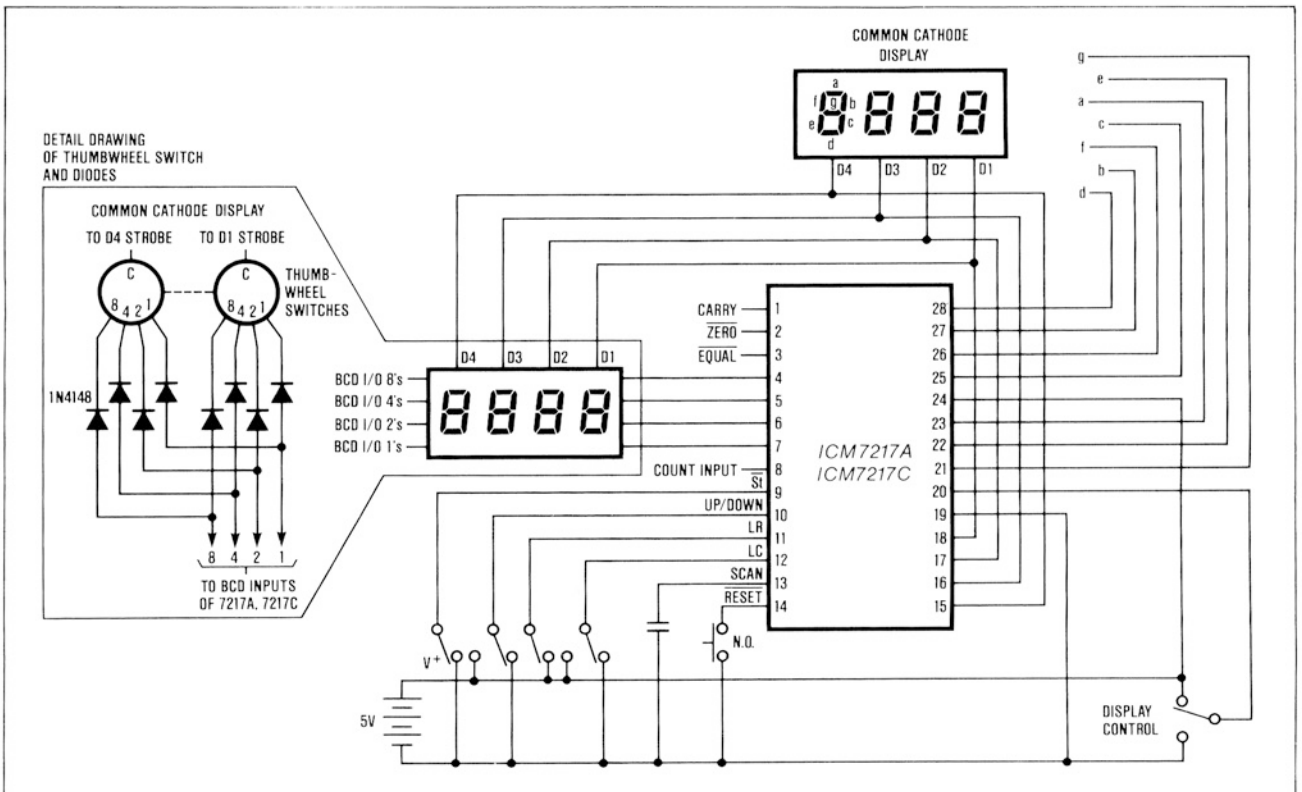 COMMON CATHODE
DISPLAY
a
f g b
e c
d
D4 D3 D2 D1
g
e
a
c
f
b
d
DETAIL DRAWING
OF THUMBWHEEL SWITCH
AND DIODES
COMMON CATHODE DISPLAY
TO D4 STROBE TO D1 STROBE
C C
8 4 2 1 8 4 2 1
THUMB-
WHEEL
SWITCHES
1N4148
8 4 2 1
TO BCD INPUTS
OF 7217A, 7217C
D4 D3 D2 D1
BCD I/O 8's
BCD I/O 4's
BCD I/O 2's
BCD I/O 1's
CARRY 1
ZERO 2
EQUAL 3
4
5
6
7
COUNT INPUT 8
St 9
UP/DOWN 10
LR 11
LC 12
SCAN 13
RESET 14
ICM7217A
ICM7217C
28
27
26
25
24
23
22
21
20
19
18
17
16
15
N.O.
V+
5V
DISPLAY
CONTROL